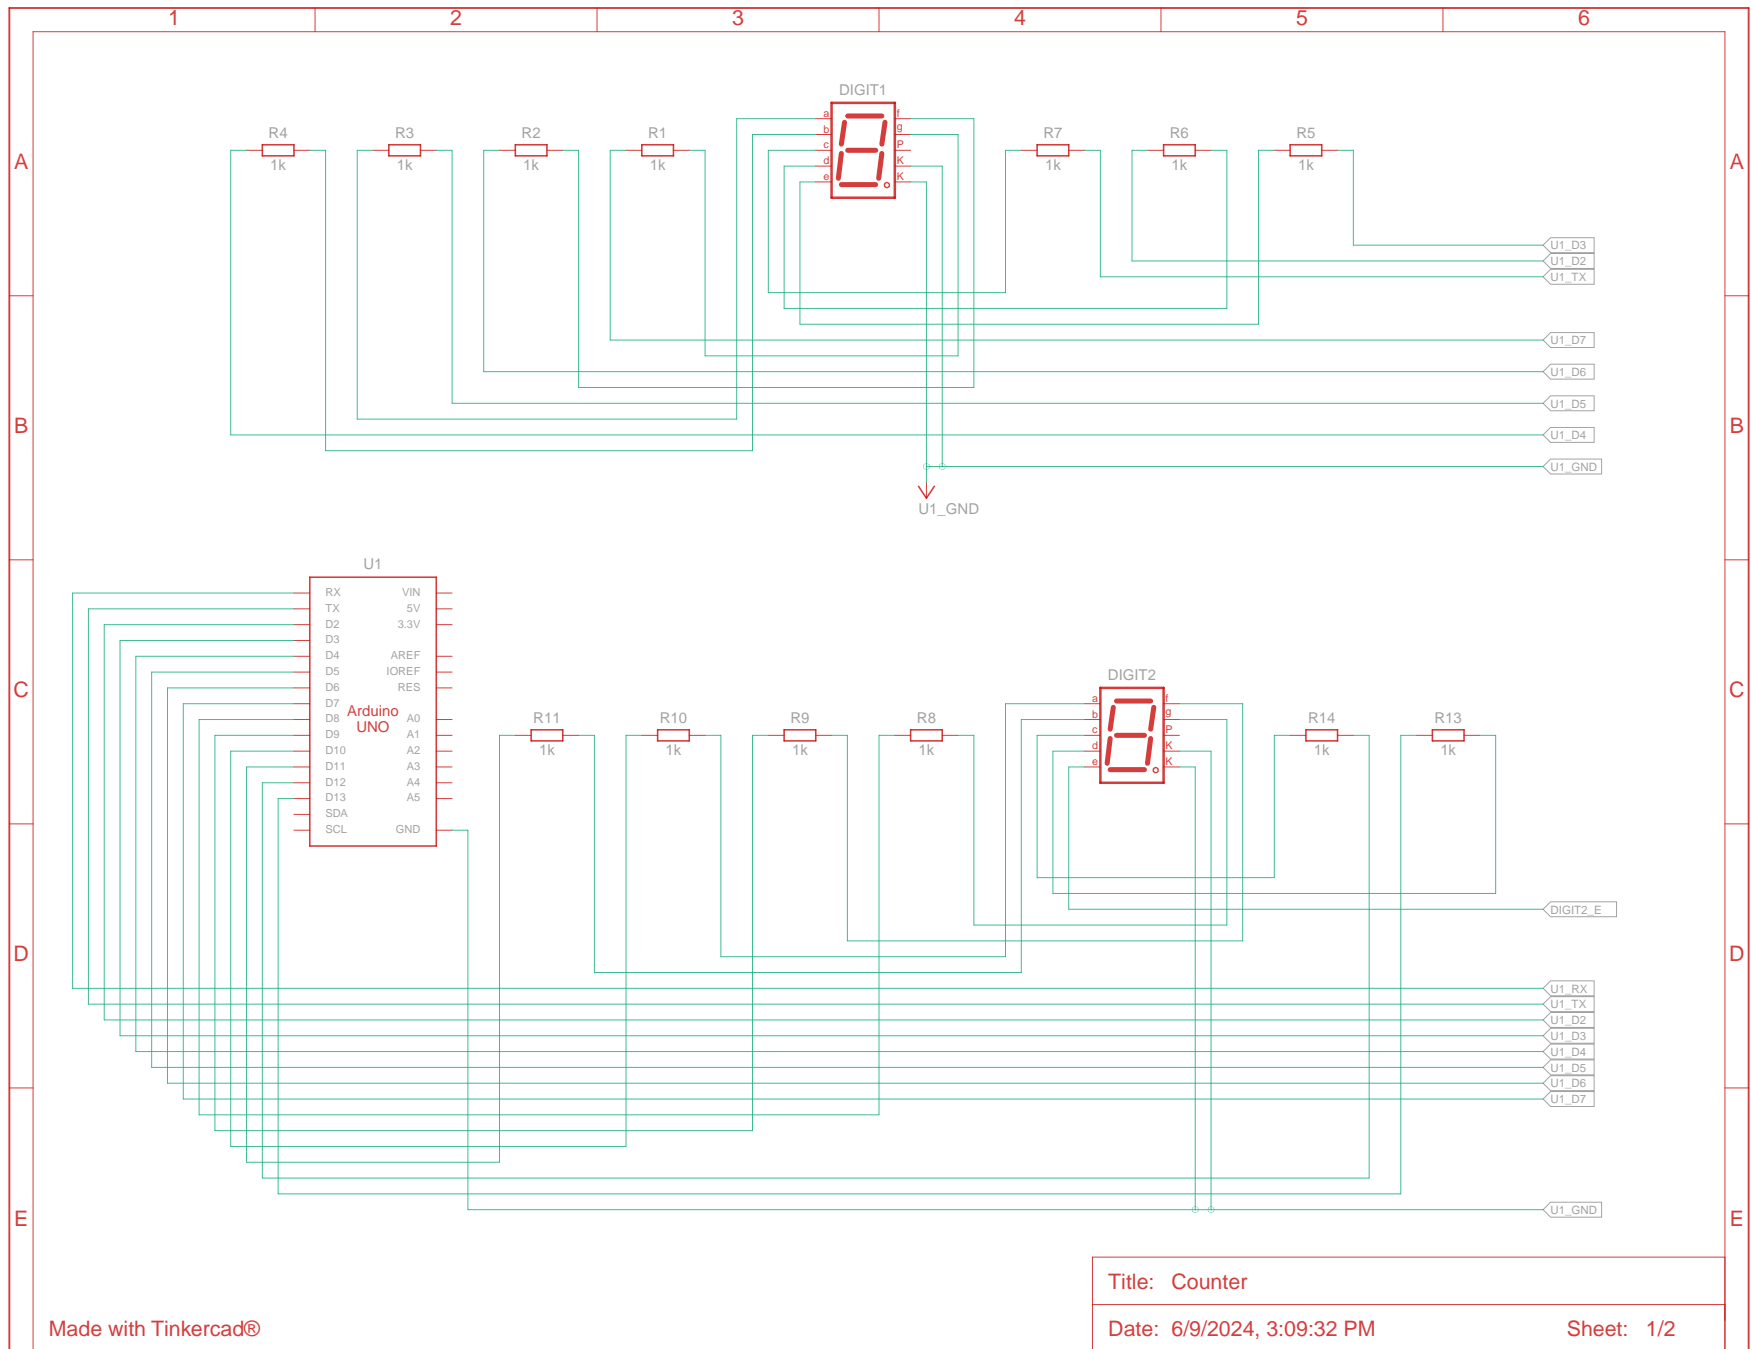 1 2 3 4 5 6
DIGIT1
R4 R3 R2 R1 R7 R6 R5
1k 1k 1k 1k 1k 1k 1k
a f
b g
c P
d K
e K
A A
U1_D3
U1_D2
U1_TX
U1_D7
U1_D6
U1_D5
B B
U1_D4
U1_GND
U1_GND
U1
RX VIN
TX 5V
D2 3.3V
D3
D4 AREF
D5 IOREF
D6 RES
D7
Arduino
UNO
D8 A0
D9 A1
D10 A2
D11 A3
D12 A4
D13 A5
SDA
SCL GND
C C
DIGIT2
R11 R10 R9 R8 R14 R13
1k 1k 1k 1k 1k 1k
a f
b g
c P
d K
e K
DIGIT2_E
D D
U1_RX
U1_TX
U1_D2
U1_D3
U1_D4
U1_D5
U1_D6
U1_D7
U1_GND
E E
Title: Counter
Made with Tinkercad®
Date: 6/9/2024, 3:09:32 PM Sheet: 1/2